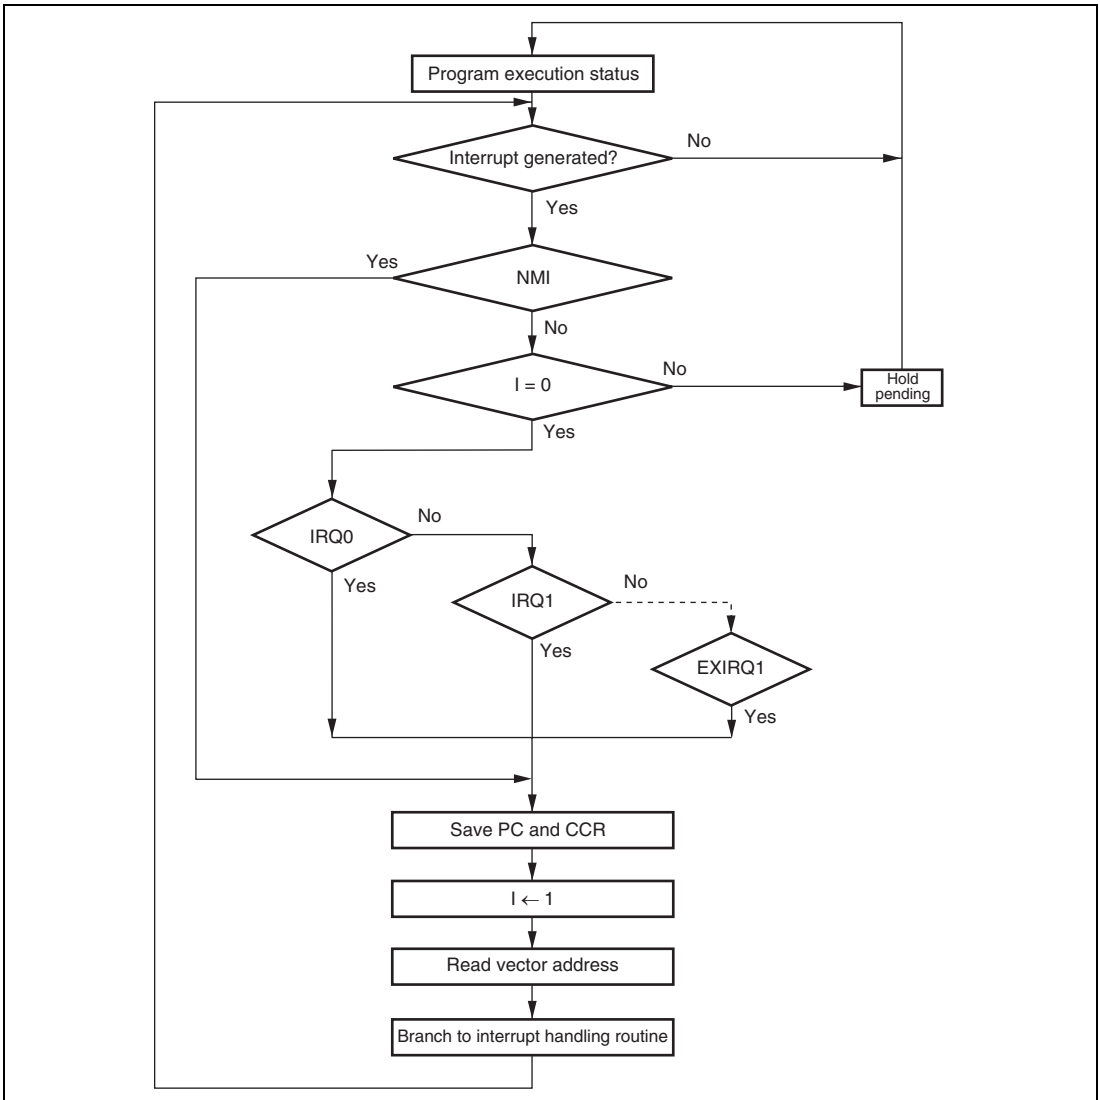 Program execution status
Interrupt generated?
No
Yes
Yes
NMI
No
I = 0
No
Hold
pending
Yes
IRQ0
No
Yes
IRQ1
No
Yes
EXIRQ1
Yes
Save PC and CCR
I ← 1
Read vector address
Branch to interrupt handling routine